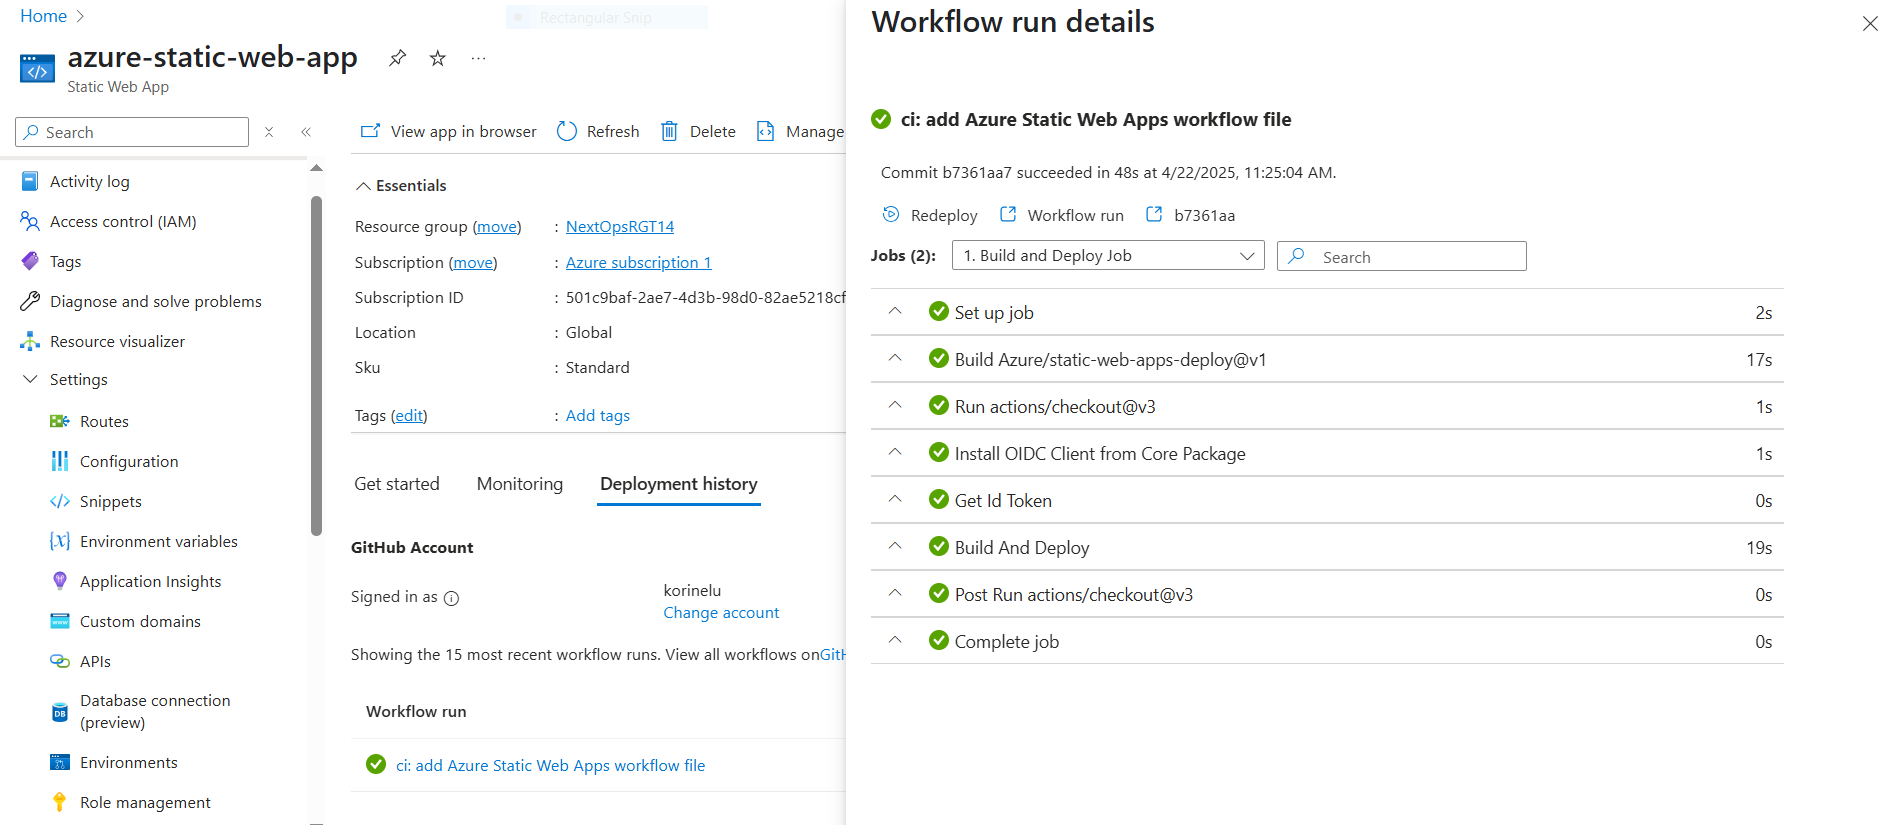 Home
Rectangular Snip
azure-static-web-app
Static Web App
Search
Activity log
Access control (IAM)
Tags
Diagnose and solve problems
Resource visualizer
Settings
Routes
Configuration
Snippets
Environment variables
Application Insights
Custom domains
APIs
Database connection
(preview)
Environments
Role management
View app in browser Refresh Delete Manage
Essentials
Resource group (move) : NextOpsRGT14
Subscription (move) : Azure subscription 1
Subscription ID : 501c9baf-2ae7-4d3b-98d0-82ae5218cf
Location : Global
Sku : Standard
Tags (edit) : Add tags
Get started Monitoring Deployment history
GitHub Account
Signed in as korinelu
Change account
Showing the 15 most recent workflow runs. View all workflows onGitH
Workflow run
ci: add Azure Static Web Apps workflow file
Workflow run details
ci: add Azure Static Web Apps workflow file
Commit b7361aa7 succeeded in 48s at 4/22/2025, 11:25:04 AM.
Redeploy Workflow run b7361aa
Jobs (2): 1. Build and Deploy Job Search
Set up job 2s
Build Azure/static-web-apps-deploy@v1 17s
Run actions/checkout@v3 1s
Install OIDC Client from Core Package 1s
Get Id Token 0s
Build And Deploy 19s
Post Run actions/checkout@v3 0s
Complete job 0s